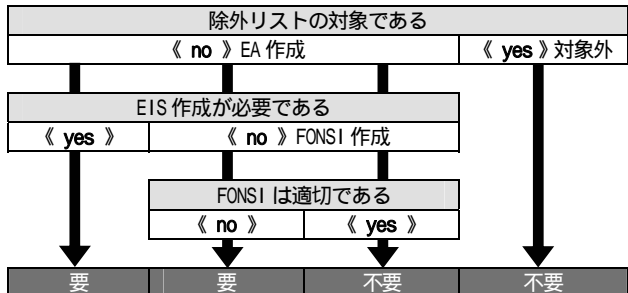 除外リストの対象である
《 no 》EA 作成
《 yes 》対象外
EIS 作成が必要である
《 yes 》
《 no 》FONSI 作成
FONSI は適切である
《 no 》
《 yes 》
要
要
不要
不要